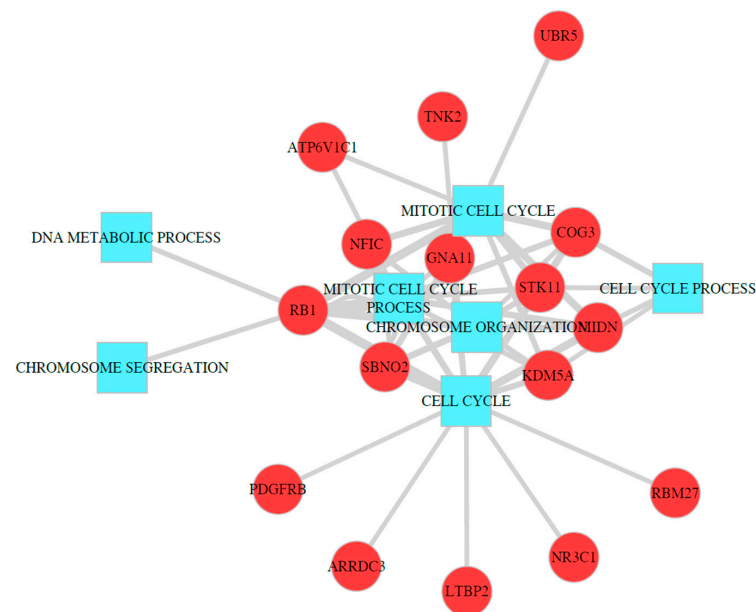 UBR5
TNK2
ATP6V1C1
MITOTIC CELL CYCLE
COG3
DNA METABOLIC PROCESS
NFIC
GNA11
MITOTIC CELL CYCLE
PROCESS
STK11
CELL CYCLE PROCESS
RB1
CHROMOSOME ORGANIZATION
CHROMOSOME SEGREGATION
SBNO2
KDM5A
CELL CYCLE
PDGFRB
RBM27
ARRDC3
NR3C1
LTBP2